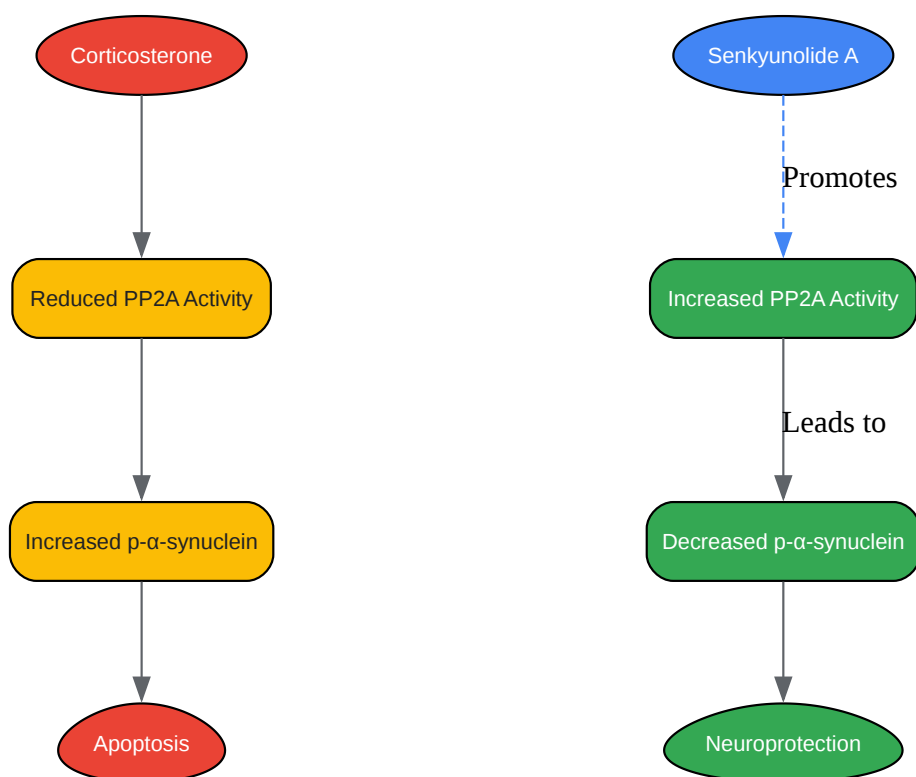 Corticosterone
Senkyunolide A
Promotes
Reduced PP2A Activity
Increased PP2A Activity
Leads to
Increased p-α-synuclein
Decreased p-α-synuclein
Apoptosis
Neuroprotection